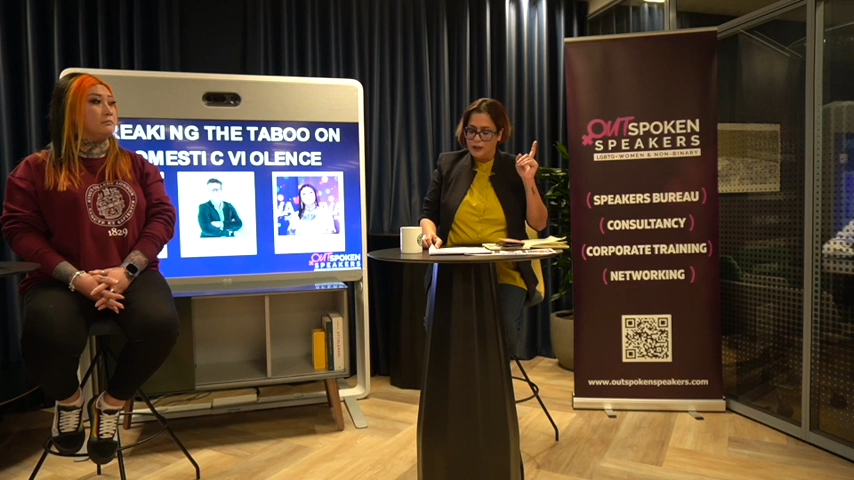 REAKING THE TABOO ON
OMESTIC VIOLENCE
OUTSPOKEN
SPEAKERS
1829
OUTSPOKEN
SPEAKERS
LGBTQ+ WOMEN & NON-BINARY
(SPEAKERS BUREAU)
(CONSULTANCY)
(CORPORATE TRAINING)
(NETWORKING)
www.outspokenspeakers.com